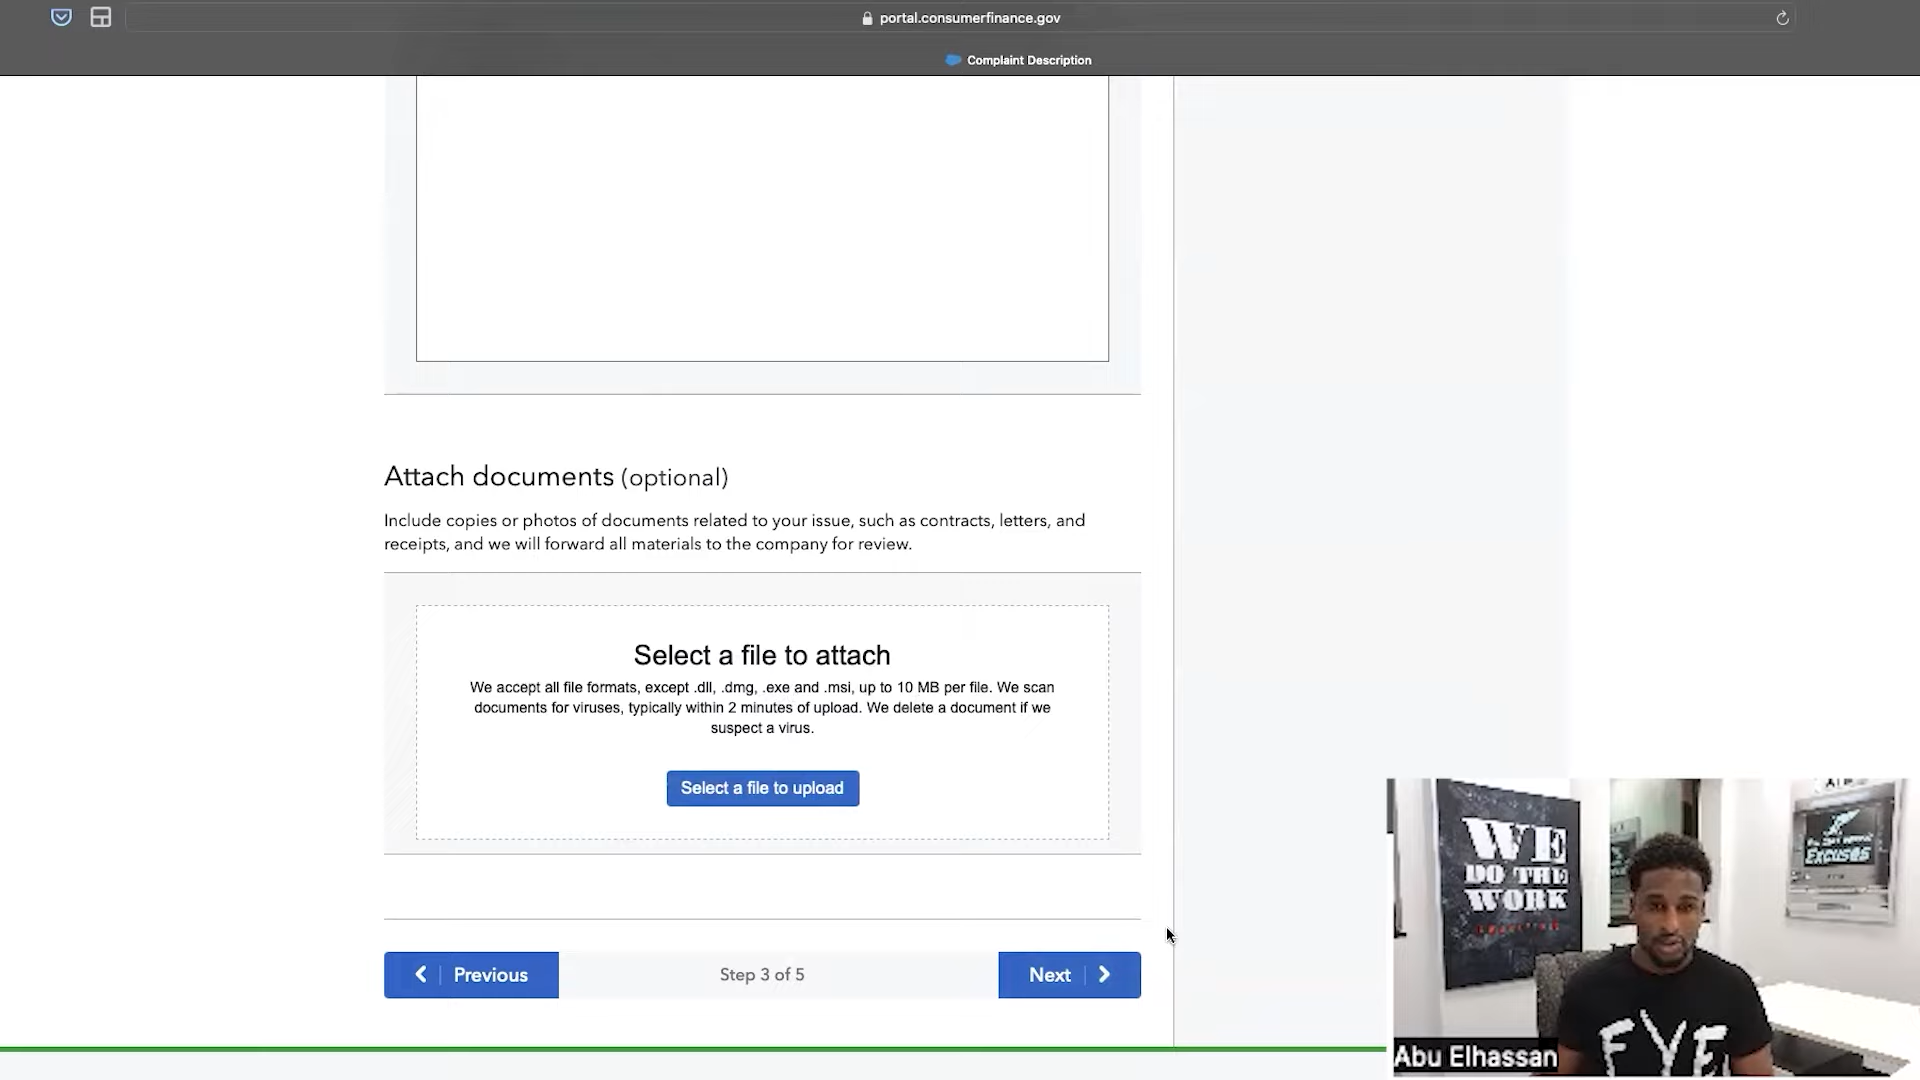 portal.consumerfinance.gov
Complaint Description
Attach documents (optional)
Include copies or photos of documents related to your issue, such as contracts, letters, and
receipts, and we will forward all materials to the company for review.
Select a file to attach
We accept all file formats, except .dll, .dmg, .exe and .msi, up to 10 MB per file. We scan
documents for viruses, typically within 2 minutes of upload. We delete a document if we
suspect a virus.
Select a file to upload
Previous
Step 3 of 5
Next
WE
DO THE
WORK
EXCUSES
EYE
Abu Elhassan